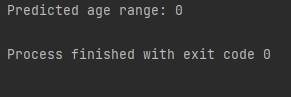 Predicted age range: 0
Process finished with exit code 0